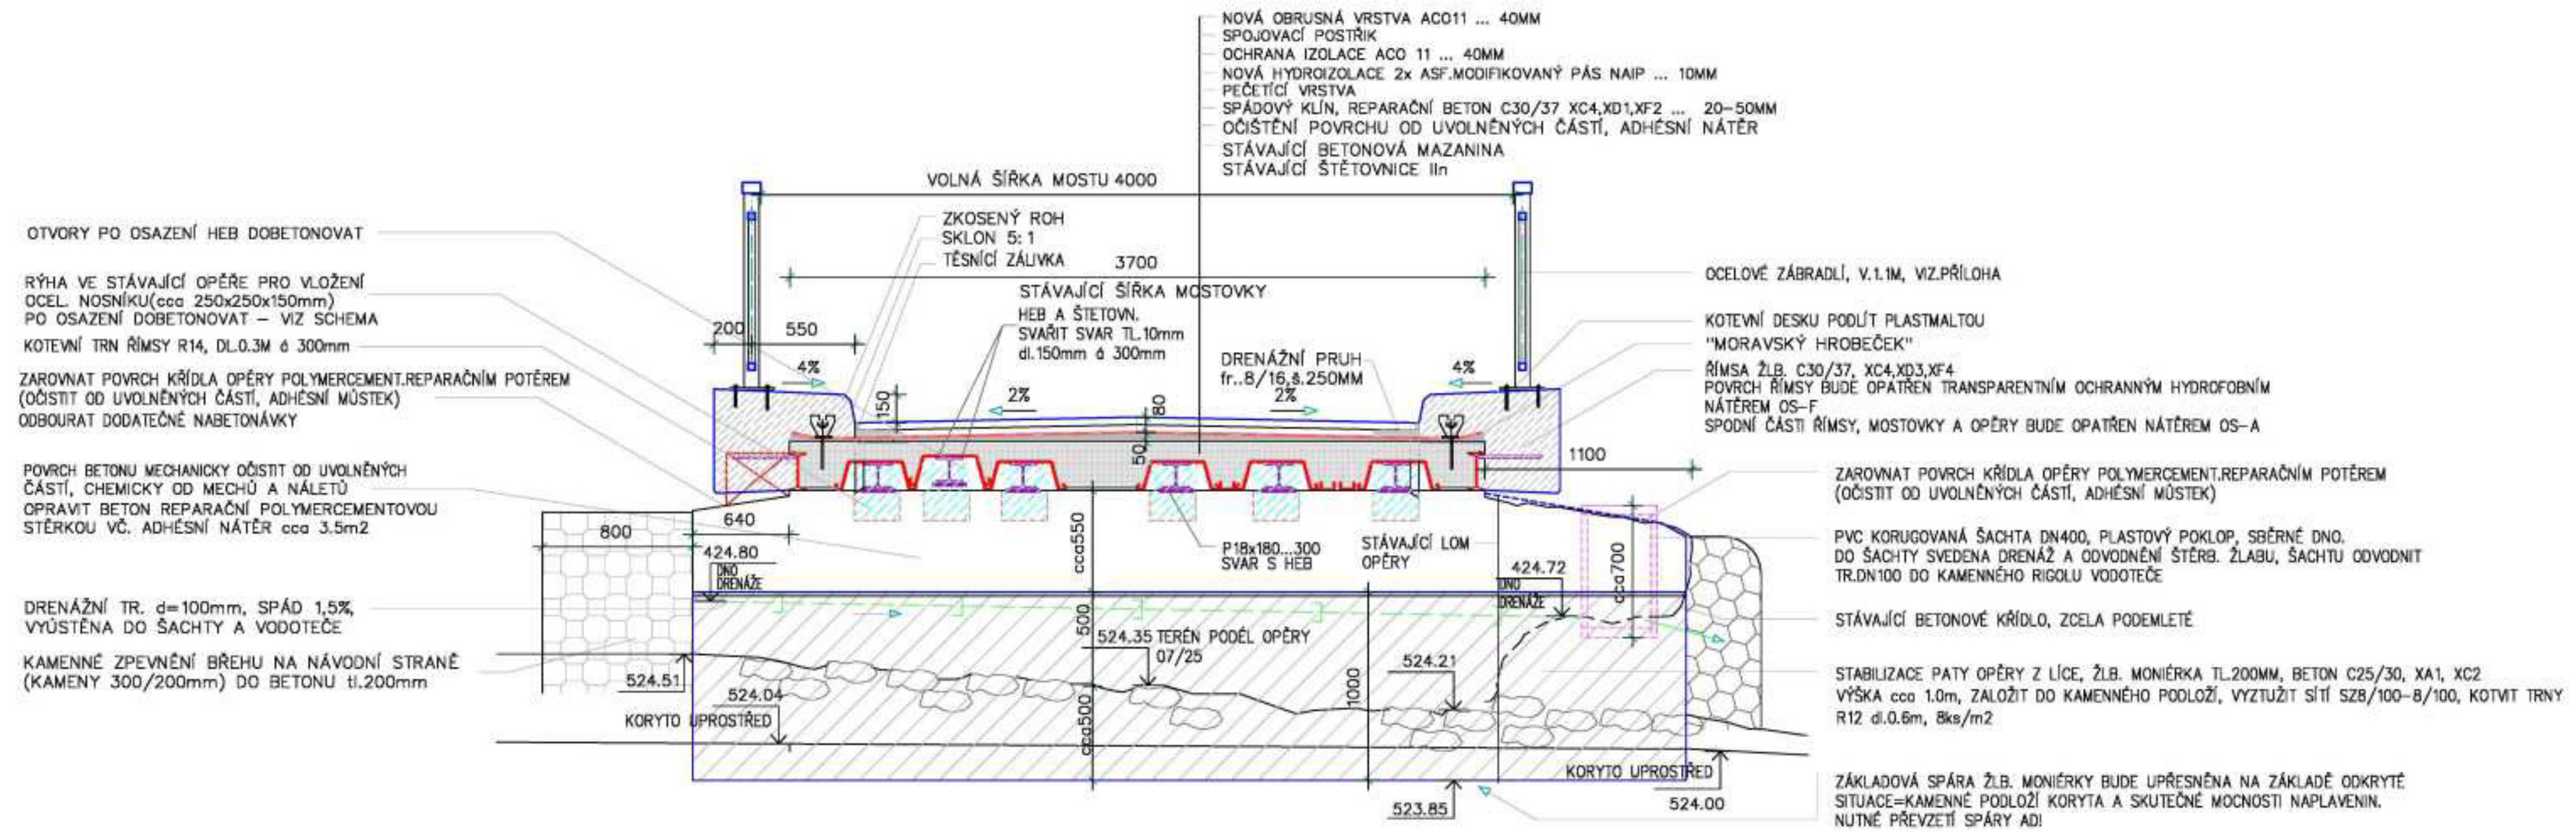 NOVÁ OBRUSNÁ VRSTVA ACO11 ... 40MM
SPOJOVACÍ POSTŘIK
OCHRANA IZOLACE ACO 11 ... 40MM
NOVÁ HYDROIZOLACE 2x ASF.MODIFIKOVANÝ PÁS NAIP ... 10MM
PEČETÍCÍ VRSTVA
SPÁDOVÝ KLÍN, REPARAČNÍ BETON C30/37 XC4,XD1,XF2 ... 20-50MM
OČIŠTĚNÍ POVRCHU OD UVOLNĚNÝCH ČÁSTÍ, ADHÉSNÍ NÁTĚR
STÁVAJÍCÍ BETONOVÁ MAZANINA
STÁVAJÍCÍ ŠTĚTOVNICE IIn
VOLNÁ ŠÍŘKA MOSTU 4000
ZKOSENÝ ROH
SKLON 5:1
TĚSNÍCÍ ZÁLIVKA
3700
STÁVAJÍCÍ ŠÍŘKA MOSTOVKY
HEB A ŠTETOVN.
SVAŘIT SVAR TL.10mm
dl.150mm á 300mm
200
550
4%
2%
150
80
50
DRENÁŽNÍ PRUH
fr..8/16,š.250MM
2%
4%
OTVORY PO OSAZENÍ HEB DOBETONOVAT
RÝHA VE STÁVAJÍCÍ OPĚŘE PRO VLOŽENÍ
OCEL. NOSNÍKU(cca 250x250x150mm)
PO OSAZENÍ DOBETONOVAT – VIZ SCHEMA
KOTEVNÍ TRN ŘÍMSY R14, DL.0.3M á 300mm
ZAROVNAT POVRCH KŘÍDLA OPĚRY POLYMERCEMENT.REPARAČNÍM POTĚREM
(OČISTIT OD UVOLNĚNÝCH ČÁSTÍ, ADHÉSNÍ MŮSTEK)
ODBOURAT DODATEČNÉ NABETONÁVKY
POVRCH BETONU MECHANICKY OČISTIT OD UVOLNĚNÝCH
ČÁSTÍ, CHEMICKY OD MECHŮ A NÁLETŮ
OPRAVIT BETON REPARAČNÍ POLYMERCEMENTOVOU
STĚRKOU VČ. ADHÉSNÍ NÁTĚR cca 3.5m2
DRENÁŽNÍ TR. d=100mm, SPÁD 1,5%,
VYÚSTĚNA DO ŠACHTY A VODOTEČE
KAMENNÉ ZPEVNĚNÍ BŘEHU NA NÁVODNÍ STRANĚ
(KAMENY 300/200mm) DO BETONU tl.200mm
OCELOVÉ ZÁBRADLÍ, V.1.1M, VIZ.PŘÍLOHA
KOTEVNÍ DESKU PODLÍT PLASTMALTOU
"MORAVSKÝ HROBEČEK"
ŘÍMSA ŽLB. C30/37, XC4,XD3,XF4
POVRCH ŘÍMSY BUDE OPATŘEN TRANSPARENTNÍM OCHRANNÝM HYDROFOBNÍM
NÁTĚREM OS-F
SPODNÍ ČÁSTI ŘÍMSY, MOSTOVKY A OPĚRY BUDE OPATŘEN NÁTĚREM OS-A
1100
ZAROVNAT POVRCH KŘÍDLA OPĚRY POLYMERCEMENT.REPARAČNÍM POTĚREM
(OČISTIT OD UVOLNĚNÝCH ČÁSTÍ, ADHÉSNÍ MŮSTEK)
PVC KORUGOVANÁ ŠACHTA DN400, PLASTOVÝ POKLOP, SBĚRNÉ DNO.
DO ŠACHTY SVEDENA DRENÁŽ A ODVODNĚNÍ ŠTĚRB. ŽLABU, ŠACHTU ODVODNIT
TR.DN100 DO KAMENNÉHO RIGOLU VODOTEČE
STÁVAJÍCÍ BETONOVÉ KŘÍDLO, ZCELA PODEMLETÉ
STABILIZACE PATY OPĚRY Z LÍCE, ŽLB. MONIÉRKA TL.200MM, BETON C25/30, XA1, XC2
VÝŠKA cca 1.0m, ZALOŽIT DO KAMENNÉHO PODLOŽÍ, VYZTUŽIT SÍTÍ SZ8/100-8/100, KOTVIT TRNY
R12 dl.0.6m, 8ks/m2
ZÁKLADOVÁ SPÁRA ŽLB. MONIÉRKY BUDE UPŘESNĚNA NA ZÁKLADĚ ODKRYTÉ
SITUACE=KAMENNÉ PODLOŽÍ KORYTA A SKUTEČNÉ MOCNOSTI NAPLAVENIN.
NUTNÉ PŘEVZETÍ SPÁRY AD!
800
640
424.80
DNO
DRENÁŽE
cca550
P18x180...300
SVAR S HEB
STÁVAJÍCÍ LOM
OPĚRY
424.72
DNO
DRENÁŽE
cca700
500
524.35 TERÉN PODÉL OPĚRY
07/25
524.51
524.04
KORYTO UPROSTŘED
524.21
cca500
1000
KORYTO UPROSTŘED
524.00
523.85